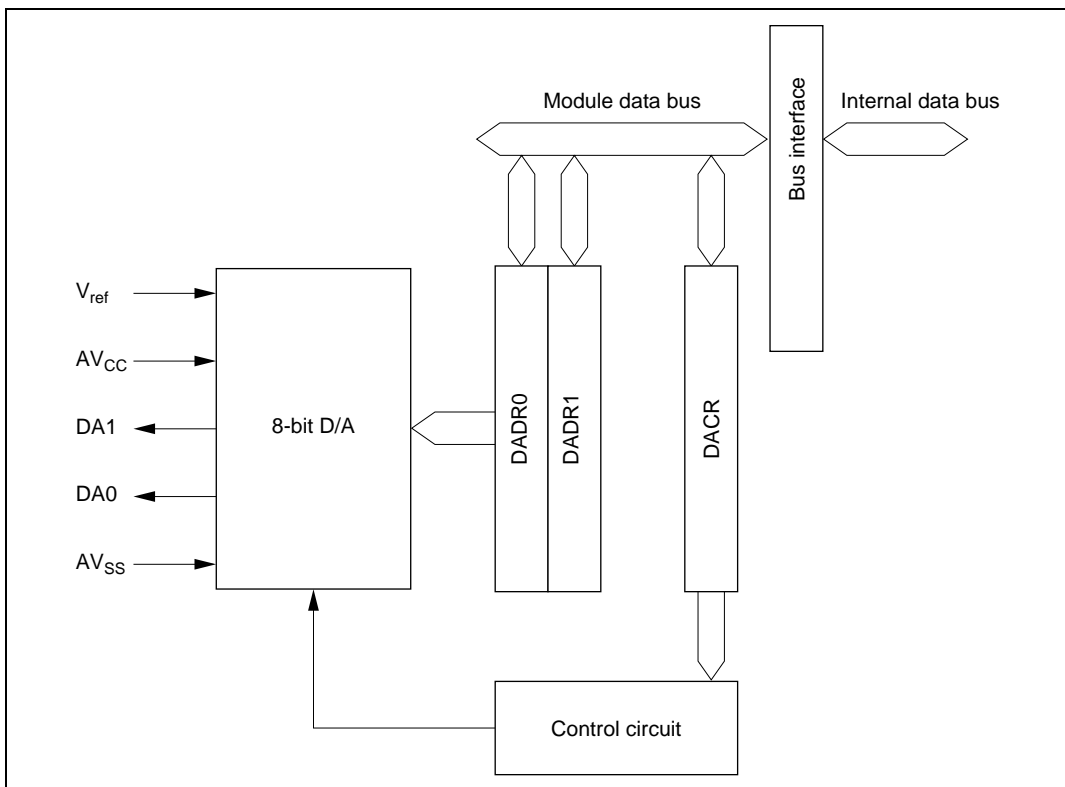 Module data bus
Bus interface
Internal data bus
V_ref
AV_CC
DA1
DA0
AV_SS
8-bit D/A
DADR0
DADR1
DACR
Control circuit